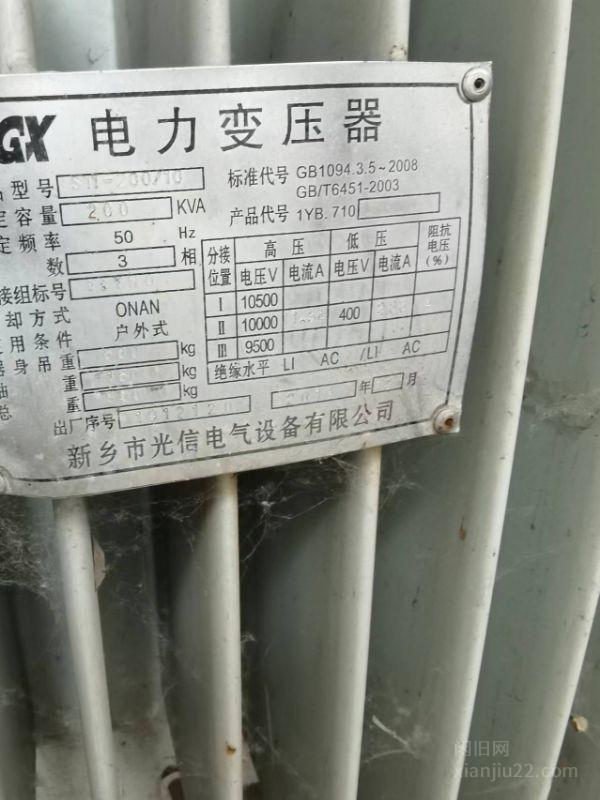 GX 电力变压器
型号 S11-200/10 标准代号 GB1094.3.5~2008
GB/T6451-2003
定容量 200 KVA 产品代号 1YB.710
定频率 50 Hz
数 3 相
接组标号
却方式 ONAN
使用条件 户外式
器身吊重 kg
油重 kg
总重 kg
分接位置 高压 低压 阻抗电压(%)
电压V 电流A 电压V 电流A
I 10500
II 10000 400
III 9500
绝缘水平 LI AC /LI AC
出厂序号 年 月
新乡市光信电气设备有限公司
闲旧网
xianjiu22.com